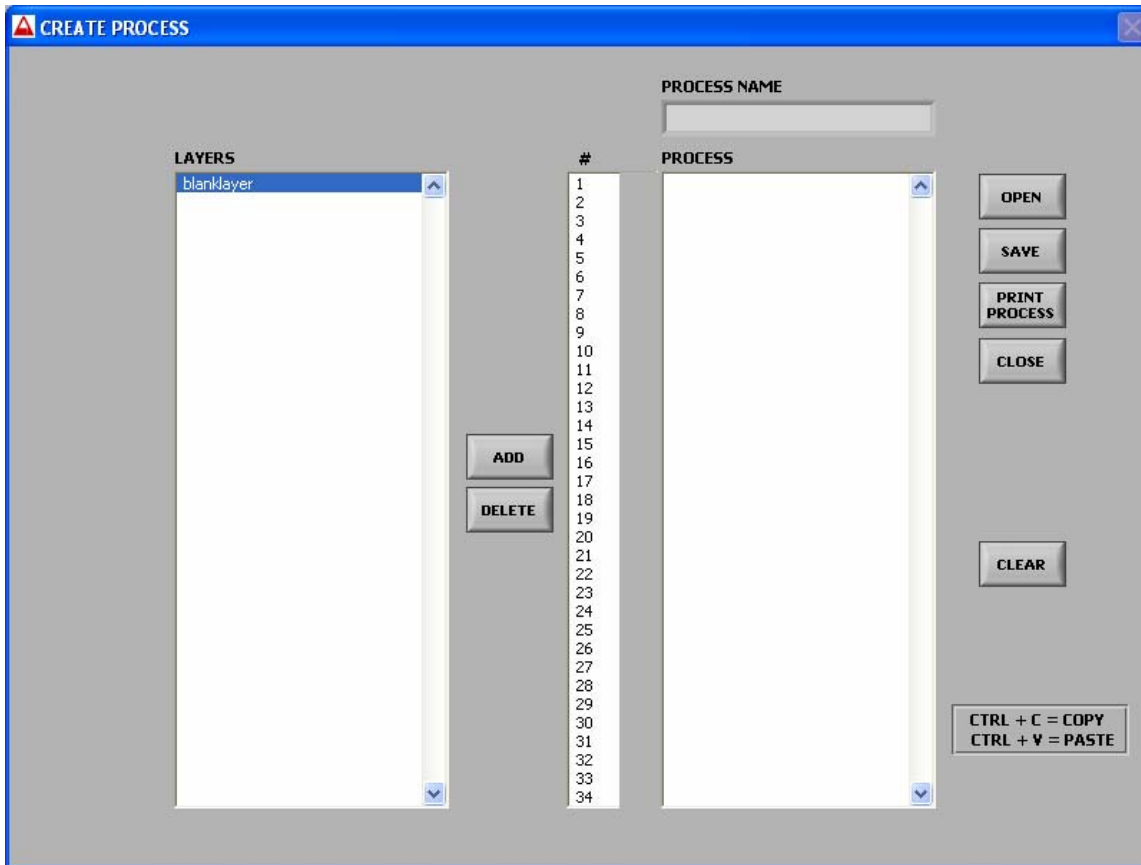 CREATE PROCESS
PROCESS NAME
LAYERS
#
PROCESS
blanklayer
1
2
3
4
5
6
7
8
9
10
11
12
13
14
15
16
17
18
19
20
21
22
23
24
25
26
27
28
29
30
31
32
33
34
ADD
DELETE
OPEN
SAVE
PRINT
PROCESS
CLOSE
CLEAR
CTRL + C = COPY
CTRL + V = PASTE